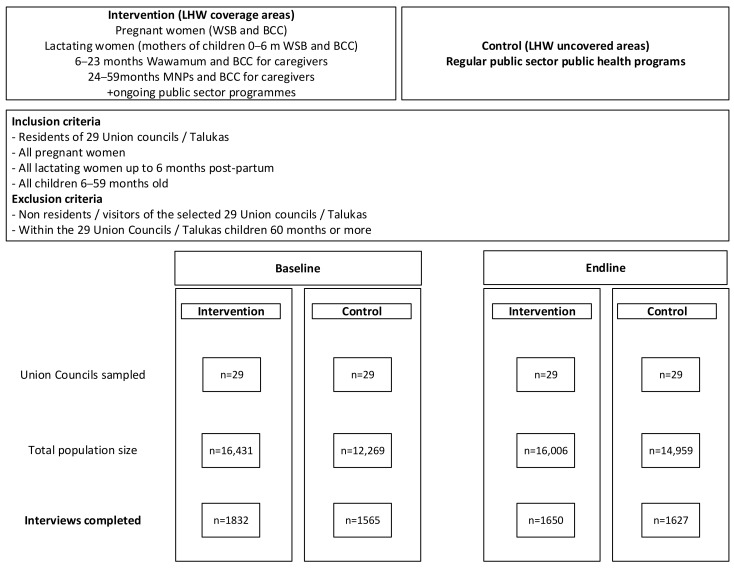 Intervention (LHW coverage areas)
Pregnant women (WSB and BCC)
Lactating women (mothers of children 0–6 m WSB and BCC)
6–23 months Wawamum and BCC for caregivers
24–59months MNPs and BCC for caregivers
+ongoing public sector programmes
Control (LHW uncovered areas)
Regular public sector public health programs
Inclusion criteria
- Residents of 29 Union councils / Talukas
- All pregnant women
- All lactating women up to 6 months post-partum
- All children 6–59 months old
Exclusion criteria
- Non residents / visitors of the selected 29 Union councils / Talukas
- Within the 29 Union Councils / Talukas children 60 months or more
Baseline Endline
Intervention Control Intervention Control
Union Councils sampled n=29 n=29 n=29 n=29
Total population size n=16,431 n=12,269 n=16,006 n=14,959
Interviews completed n=1832 n=1565 n=1650 n=1627